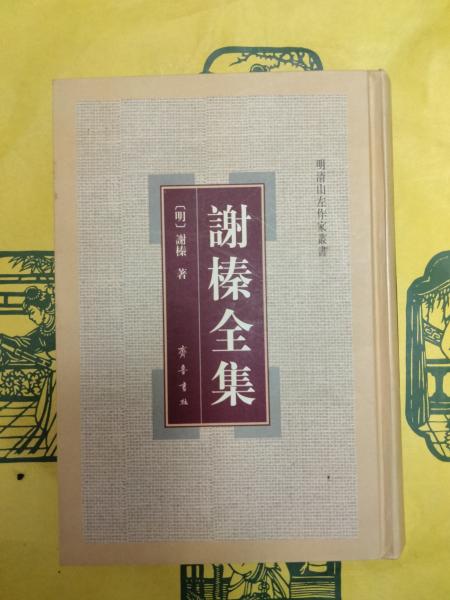 明清山左作家叢書
謝榛全集
〔明〕謝榛 著
齊魯書社